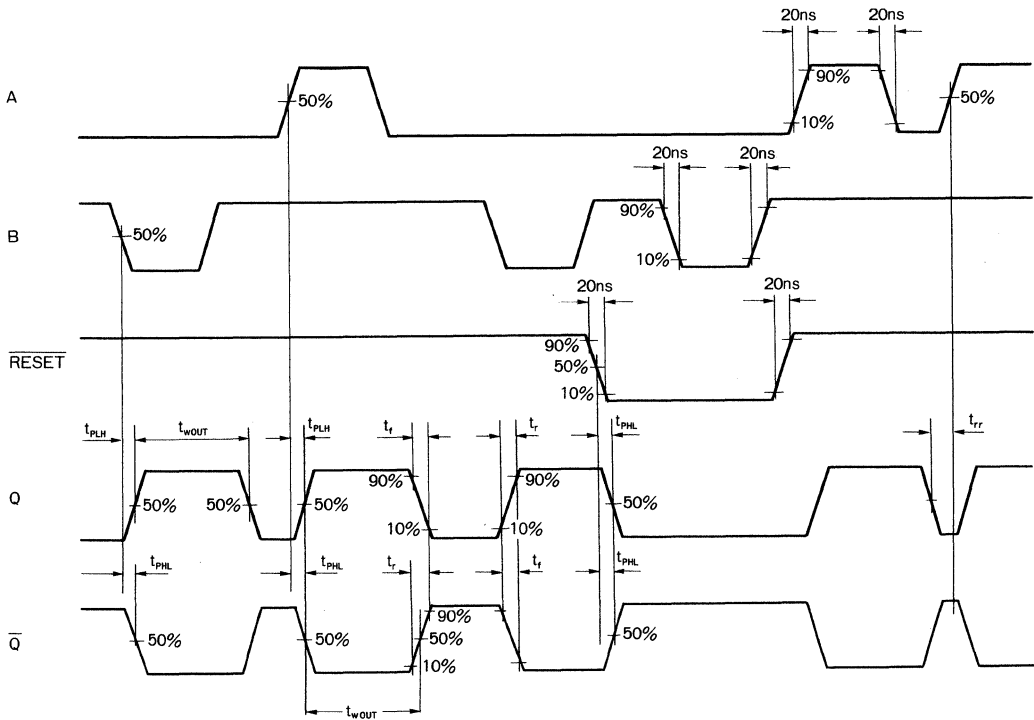 20ns 20ns
A 50% 90% 10% 50%
20ns 20ns
B 50% 90% 10%
20ns 20ns
RESET 90% 50% 10%
tPLH twOUT tPLH tf tr tPHL trr
Q 50% 50% 50% 90% 10% 90% 10% 50%
tPHL tPHL tr tf tPHL
Q 50% 50% 90% 50% 10% 50%
twOUT